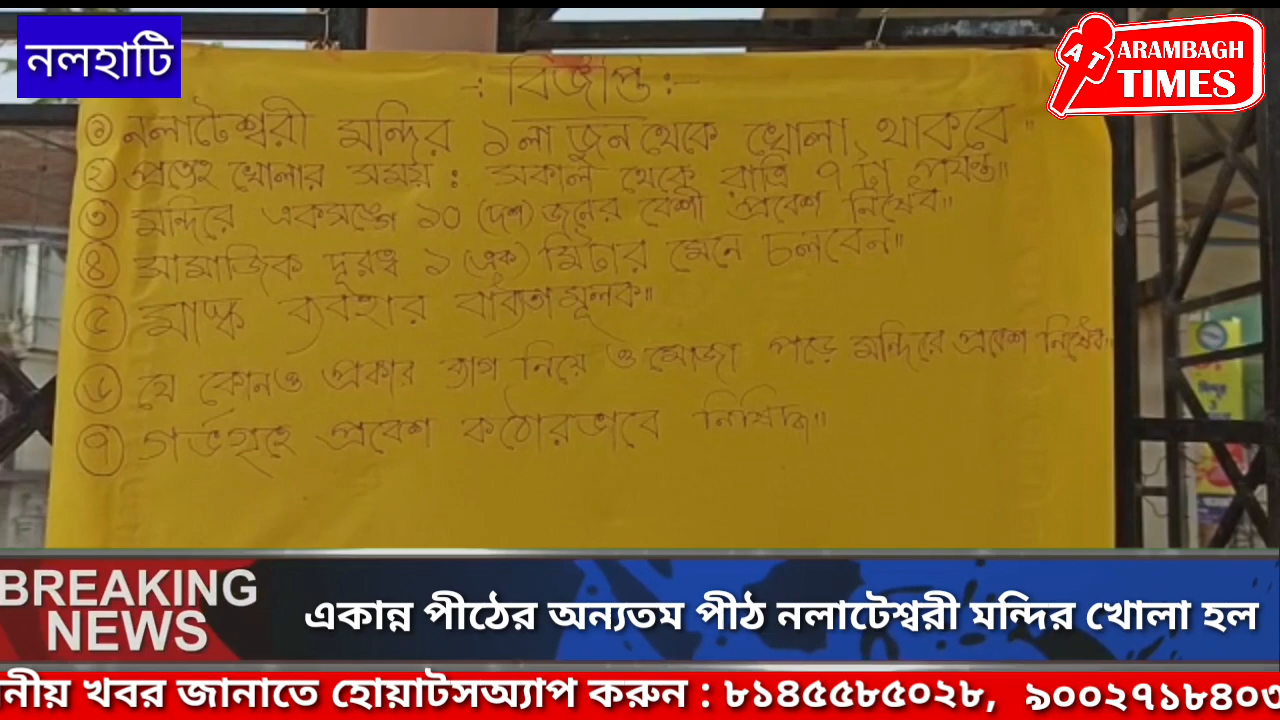 নলহাটি
ARAMBAGH
TIMES
-: বিজ্ঞপ্তি :-
১ নলাটেশ্বরী মন্দির ১লা জুন থেকে খোলা থাকবে॥
২ প্রত্যেহ খোলার সময় : সকাল থেকে রাত্রি ৭ টা পর্যন্ত॥
৩ মন্দিরে একসঙ্গে ১০ (দশ) জনের বেশী প্রবেশ নিষেধ॥
৪ সামাজিক দূরত্ব ১ (এক) মিটার মেনে চলবেন॥
৫ মাস্ক ব্যবহার বাধ্যতামূলক॥
৬ যে কোনও প্রকার ব্যাগ নিয়ে ও মোজা পড়ে মন্দিরে প্রবেশ নিষেধ॥
৭ গর্ভগৃহে প্রবেশ কঠোরভাবে নিষিদ্ধ॥
BREAKING
NEWS
একান্ন পীঠের অন্যতম পীঠ নলাটেশ্বরী মন্দির খোলা হল
নীয় খবর জানাতে হোয়াটসঅ্যাপ করুন : ৮১৪৫৫৮৫০২৮, ৯০০২৭১৮৪০৩